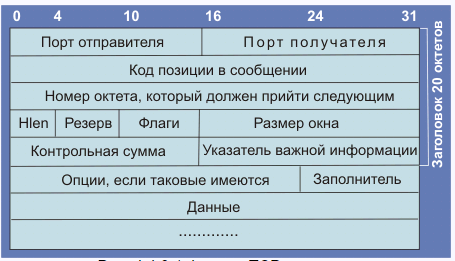 0 4 10 16 24 31
Порт отправителя Порт получателя
Код позиции в сообщении
Номер октета, который должен прийти следующим
Hlen Резерв Флаги Размер окна
Контрольная сумма Указатель важной информации
Опции, если таковые имеются Заполнитель
Данные
.............
Заголовок 20 октетов